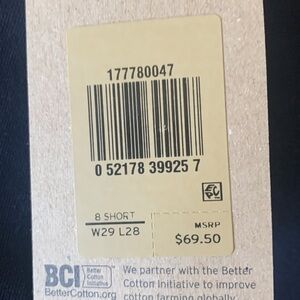 177780047
0 52178 39925 7
8 SHORT
W29 L28
MSRP
$69.50
BCI Better Cotton Initiative
BetterCotton.org
We partner with the Better
Cotton Initiative to improve
cotton farming globally